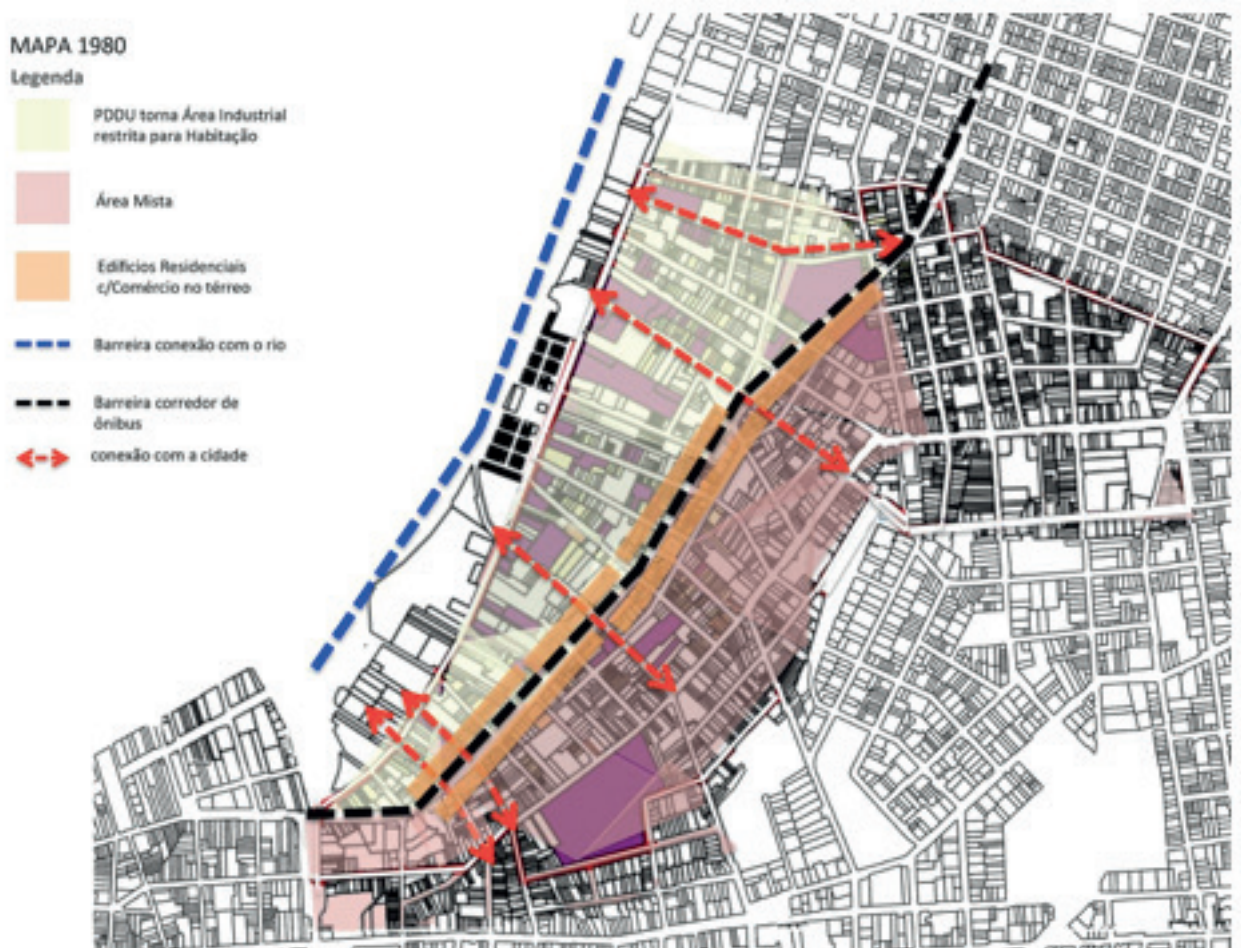 MAPA 1980
Legenda
PDDU torna Área Industrial
restrita para Habitação
Área Mista
Edifícios Residenciais
c/Comércio no térreo
Barreira conexão com o rio
Barreira corredor de
ônibus
conexão com a cidade